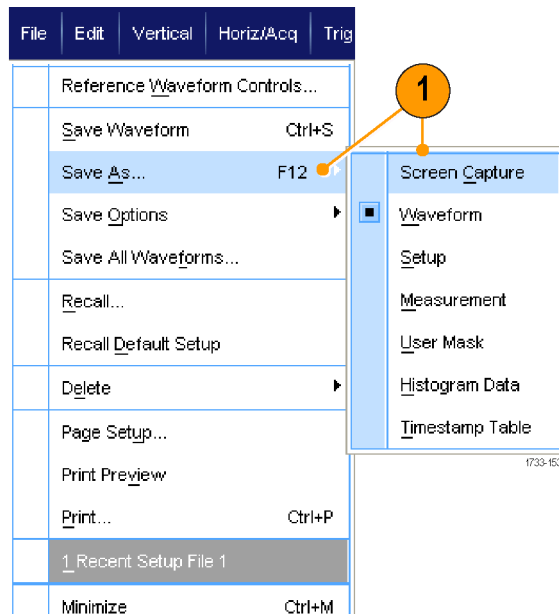 File Edit Vertical Horiz/Acq Trig
Reference Waveform Controls...
Save Waveform Ctrl+S
Save As... F12
Save Options
Save All Waveforms...
Recall...
Recall Default Setup
Delete
Page Setup...
Print Preview
Print... Ctrl+P
1 Recent Setup File 1
Minimize Ctrl+M
1
Screen Capture
Waveform
Setup
Measurement
User Mask
Histogram Data
Timestamp Table